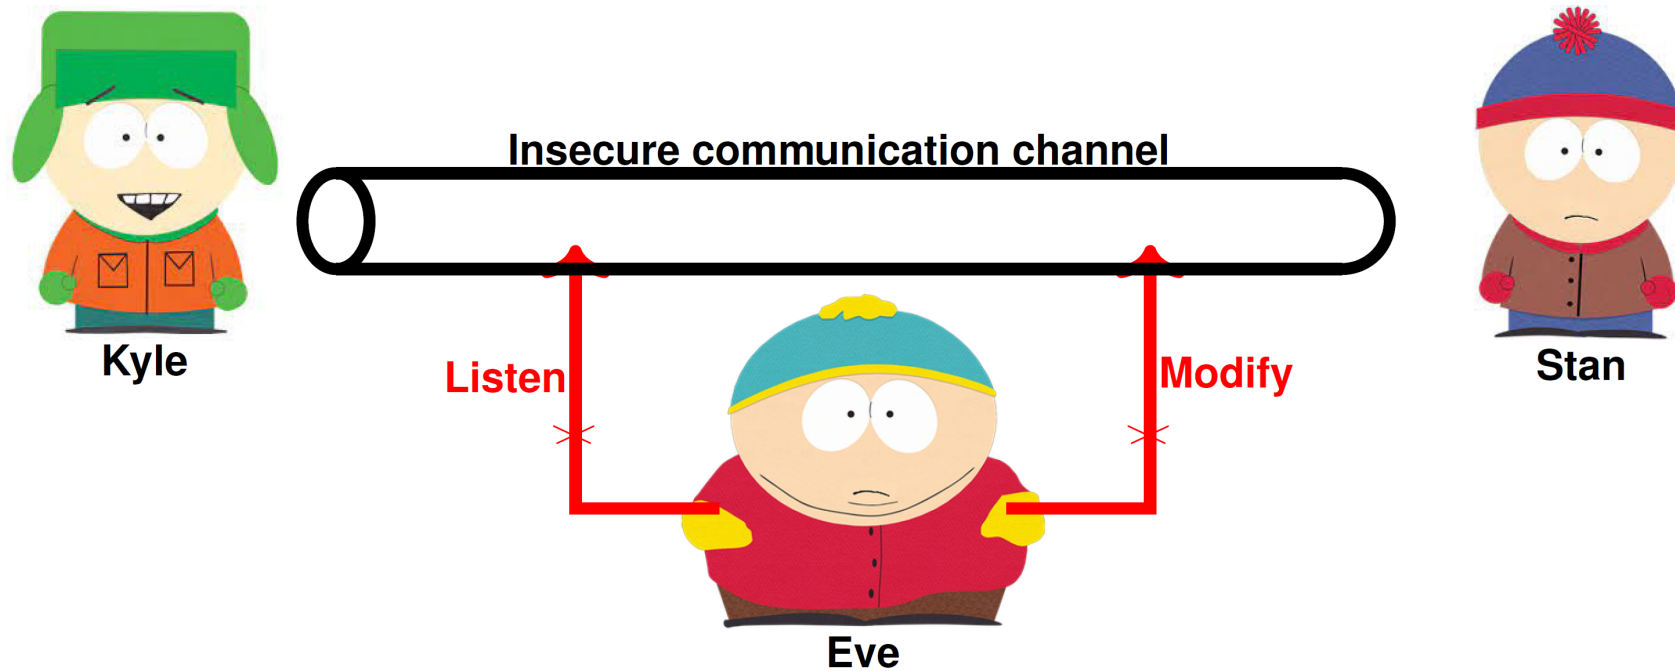 Insecure communication channel
Kyle
Listen
Modify
Stan
Eve